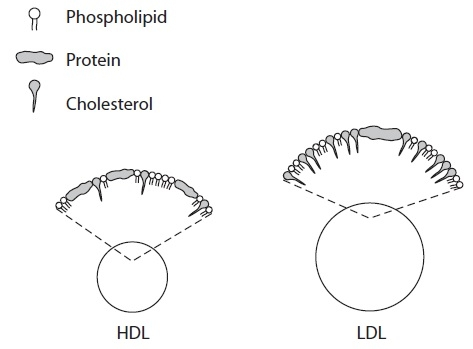 Phospholipid
Protein
Cholesterol
HDL
LDL